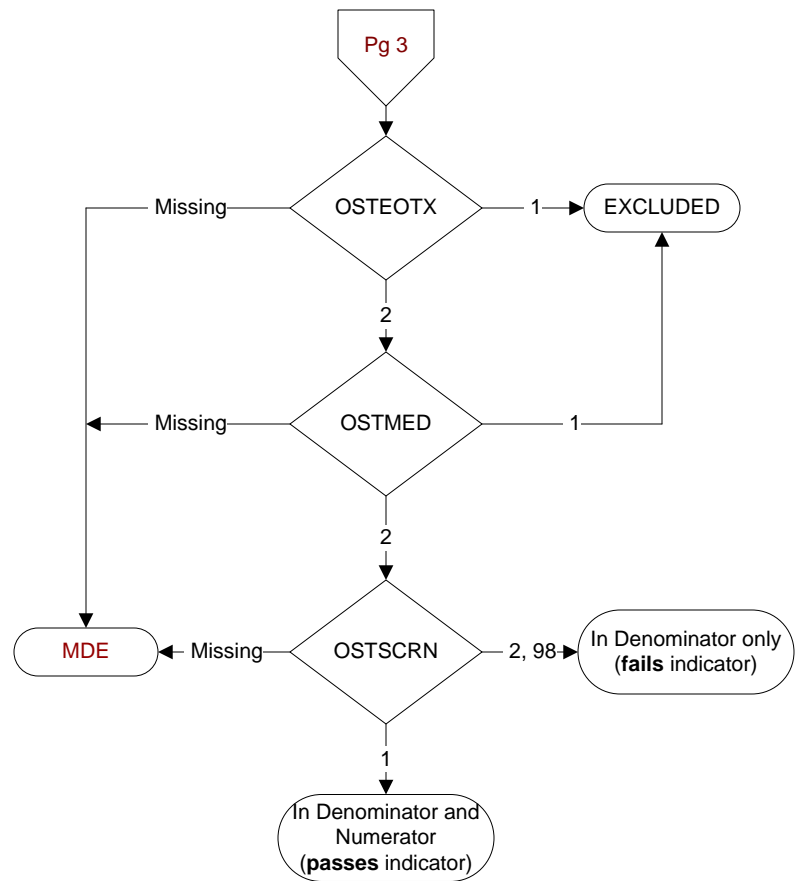 Pg 3
Missing
OSTEOTX
1
EXCLUDED
2
Missing
OSTMED
1
2
MDE
Missing
OSTSCRN
2, 98
In Denominator only
(fails indicator)
1
In Denominator and
Numerator
(passes indicator)